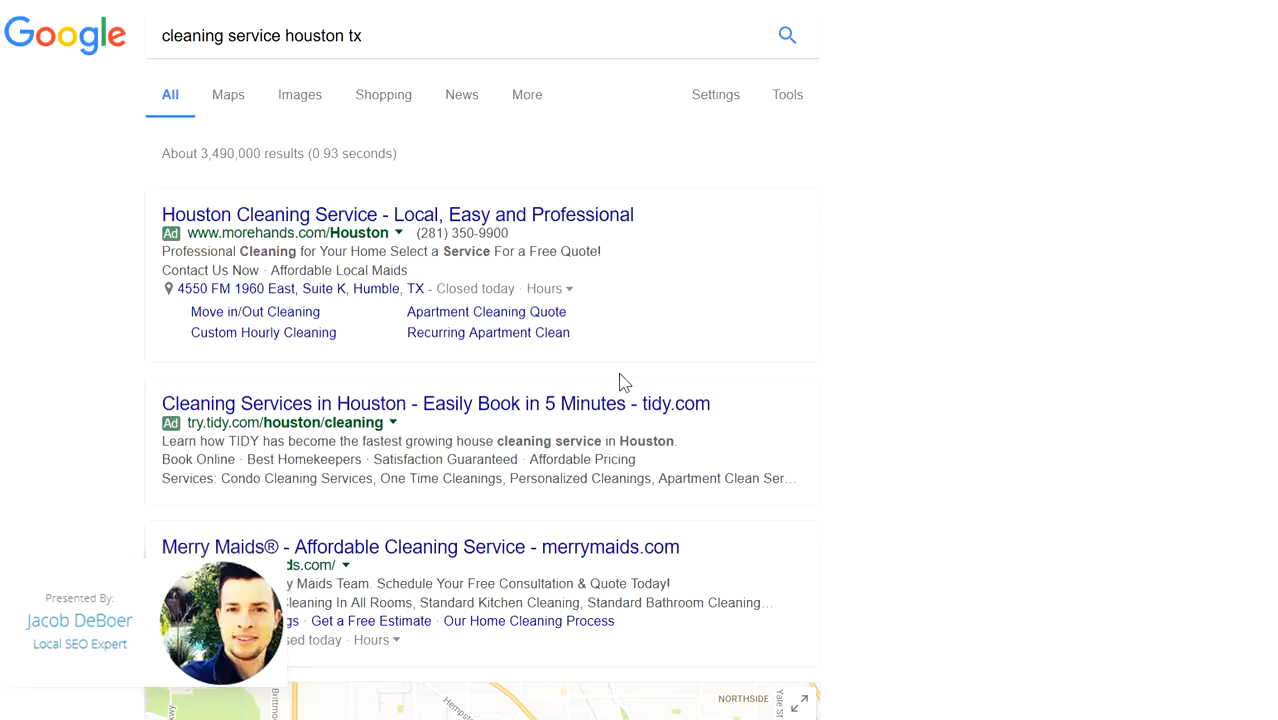 Google
cleaning service houston tx
All Maps Images Shopping News More Settings Tools
About 3,490,000 results (0.93 seconds)
Houston Cleaning Service - Local, Easy and Professional
Ad www.morehands.com/Houston (281) 350-9900
Professional Cleaning for Your Home Select a Service For a Free Quote!
Contact Us Now · Affordable Local Maids
4550 FM 1960 East, Suite K, Humble, TX - Closed today · Hours
Move in/Out Cleaning Apartment Cleaning Quote
Custom Hourly Cleaning Recurring Apartment Clean
Cleaning Services in Houston - Easily Book in 5 Minutes - tidy.com
Ad try.tidy.com/houston/cleaning
Learn how TIDY has become the fastest growing house cleaning service in Houston.
Book Online · Best Homekeepers · Satisfaction Guaranteed · Affordable Pricing
Services: Condo Cleaning Services, One Time Cleanings, Personalized Cleanings, Apartment Clean Ser...
Merry Maids® - Affordable Cleaning Service - merrymaids.com
ds.com/
y Maids Team. Schedule Your Free Consultation & Quote Today!
Cleaning In All Rooms, Standard Kitchen Cleaning, Standard Bathroom Cleaning...
gs · Get a Free Estimate · Our Home Cleaning Process
sed today · Hours
Presented By:
Jacob DeBoer
Local SEO Expert
NORTHSIDE
Yale St